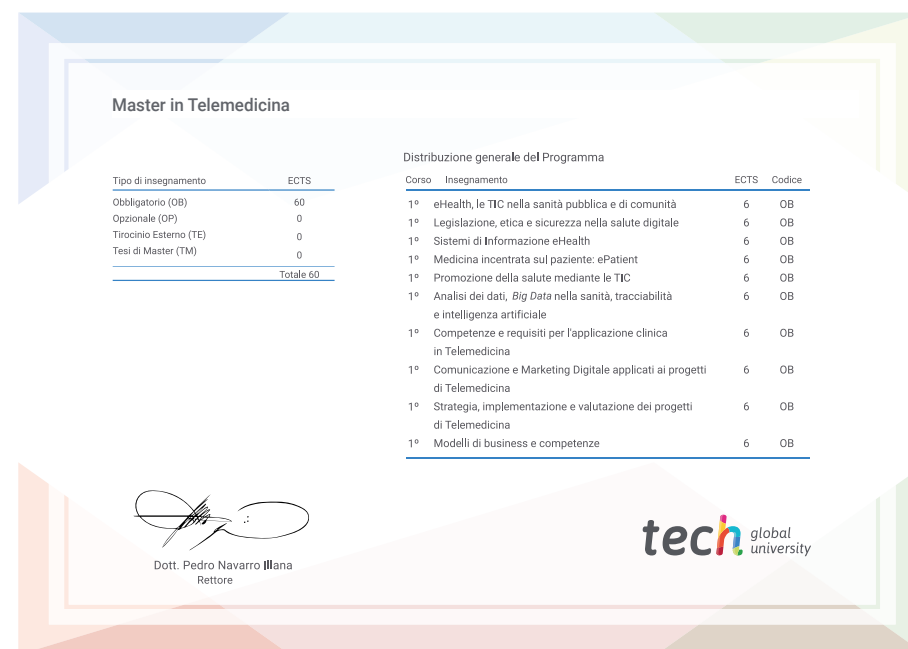 Master in Telemedicina
Tipo di insegnamento ECTS
Obbligatorio (OB) 60
Opzionale (OP) 0
Tirocinio Esterno (TE) 0
Tesi di Master (TM) 0
Totale 60
Distribuzione generale del Programma
Corso Insegnamento ECTS Codice
1º eHealth, le TIC nella sanità pubblica e di comunità 6 OB
1º Legislazione, etica e sicurezza nella salute digitale 6 OB
1º Sistemi di Informazione eHealth 6 OB
1º Medicina incentrata sul paziente: ePatient 6 OB
1º Promozione della salute mediante le TIC 6 OB
1º Analisi dei dati, Big Data nella sanità, tracciabilità 6 OB
e intelligenza artificiale
1º Competenze e requisiti per l'applicazione clinica 6 OB
in Telemedicina
1º Comunicazione e Marketing Digitale applicati ai progetti 6 OB
di Telemedicina
1º Strategia, implementazione e valutazione dei progetti 6 OB
di Telemedicina
1º Modelli di business e competenze 6 OB
Dott. Pedro Navarro Illana
Rettore
tech global
university